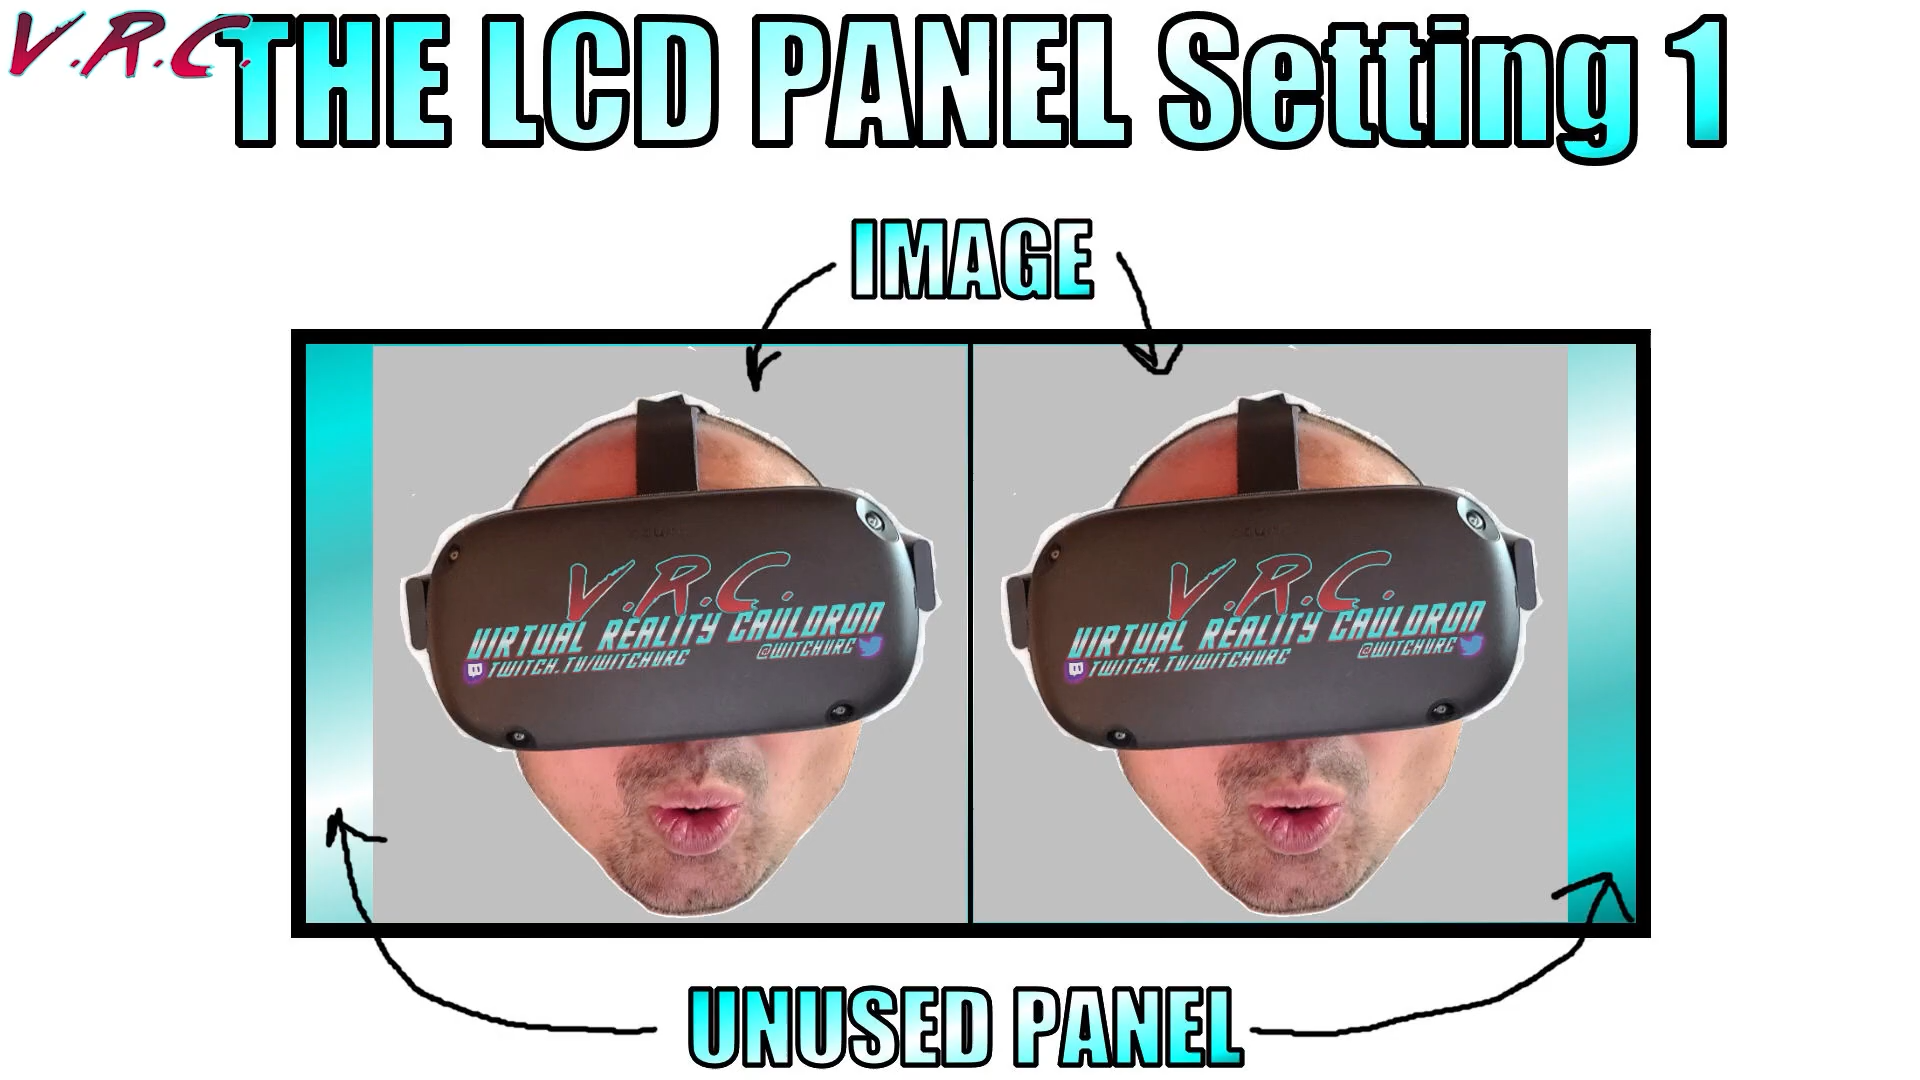 V.R.C.
THE LCD PANEL Setting 1
IMAGE
V.R.C.
VIRTUAL REALITY CAULDRON
TWITCH.TV/WITCHVRC
@WITCHVRC
V.R.C.
VIRTUAL REALITY CAULDRON
TWITCH.TV/WITCHVRC
@WITCHVRC
UNUSED PANEL